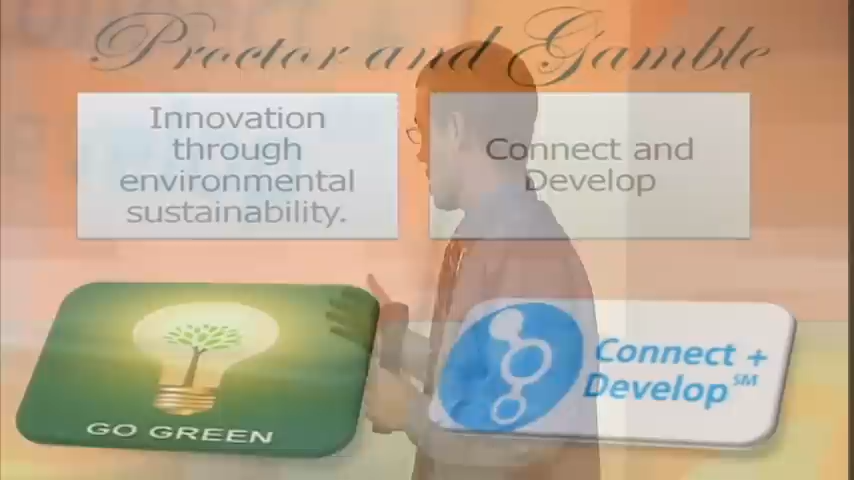 Proctor and Gamble
Innovation
through
environmental
sustainability.
Connect and
Develop
GO GREEN
Connect +
Develop SM